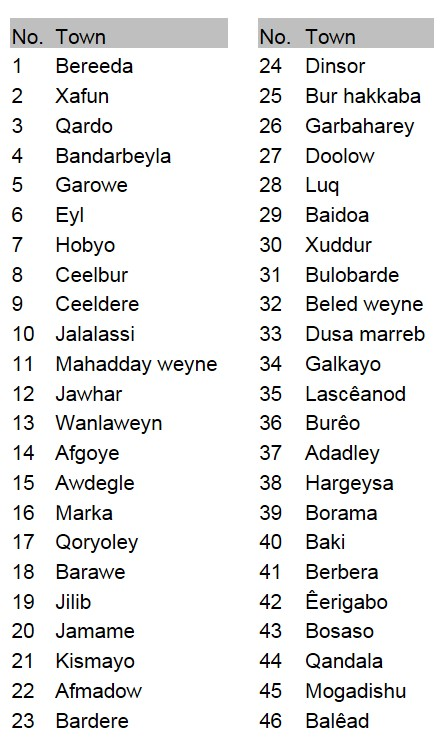 No. Town
1 Bereeda
2 Xafun
3 Qardo
4 Bandarbeyla
5 Garowe
6 Eyl
7 Hobyo
8 Ceelbur
9 Ceeldere
10 Jalalassi
11 Mahadday weyne
12 Jawhar
13 Wanlaweyn
14 Afgoye
15 Awdegle
16 Marka
17 Qoryoley
18 Barawe
19 Jilib
20 Jamame
21 Kismayo
22 Afmadow
23 Bardere
No. Town
24 Dinsor
25 Bur hakkaba
26 Garbaharey
27 Doolow
28 Luq
29 Baidoa
30 Xuddur
31 Bulobarde
32 Beled weyne
33 Dusa marreb
34 Galkayo
35 Lascêanod
36 Burêo
37 Adadley
38 Hargeysa
39 Borama
40 Baki
41 Berbera
42 Êerigabo
43 Bosaso
44 Qandala
45 Mogadishu
46 Balêad